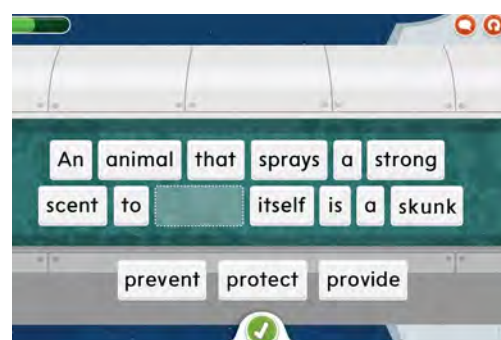 An animal that sprays a strong
scent to itself is a skunk
prevent protect provide